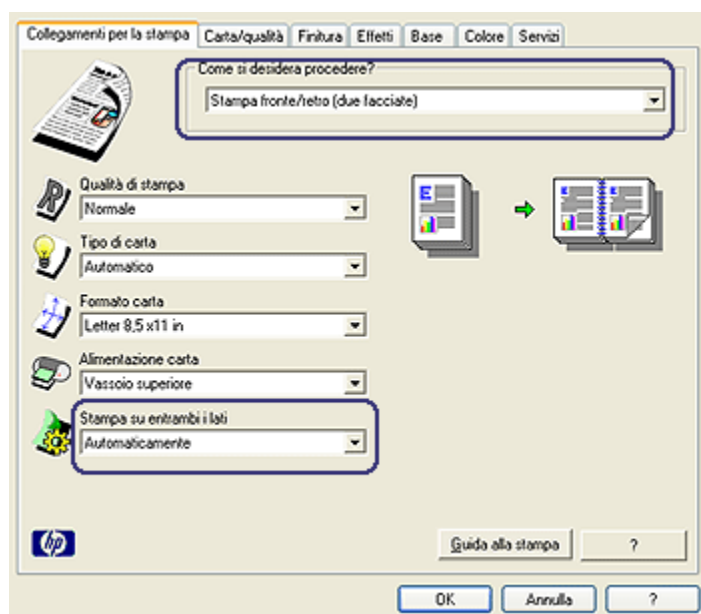 Collegamenti per la stampa Carta/qualità Finitura Effetti Base Colore Servizi
Come si desidera procedere?
Stampa fronte/retro (due facciate)
Qualità di stampa
Normale
Tipo di carta
Automatico
Formato carta
Letter 8,5 x11 in
Alimentazione carta
Vassoio superiore
Stampa su entrambi i lati
Automaticamente
hp
Guida alla stampa ?
OK Annulla ?